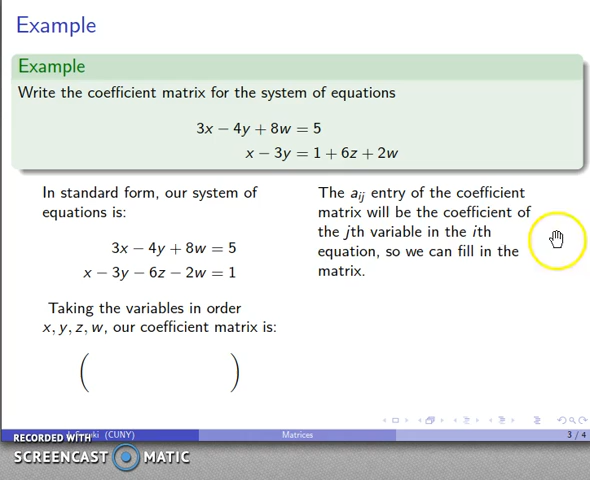 Example
Example
Write the coefficient matrix for the system of equations
3x − 4y + 8w = 5
x − 3y = 1 + 6z + 2w
In standard form, our system of
equations is:
3x − 4y + 8w = 5
x − 3y − 6z − 2w = 1
Taking the variables in order
x, y, z, w, our coefficient matrix is:
( )
The aij entry of the coefficient
matrix will be the coefficient of
the jth variable in the ith
equation, so we can fill in the
matrix.
(CUNY) Matrices 3 / 4
RECORDED WITH
SCREENCAST MATIC